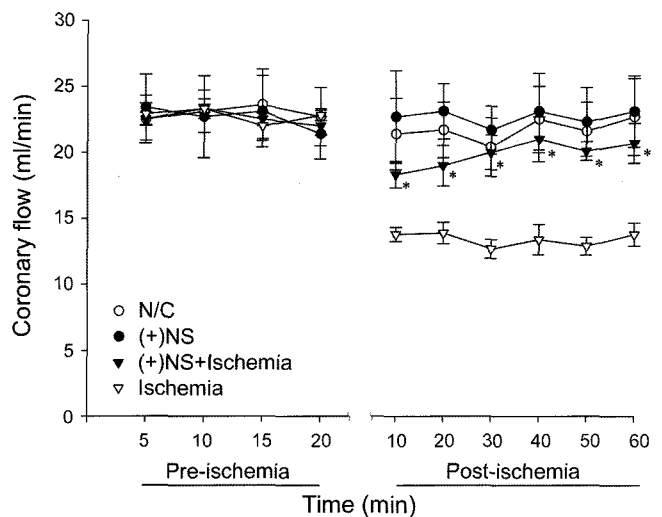 Coronary flow (ml/min)
30
25
20
15
10
5
0
N/C
(+)NS
(+)NS+Ischemia
Ischemia
* * * * * *
5 10 15 20
10 20 30 40 50 60
Pre-ischemia Post-ischemia
Time (min)